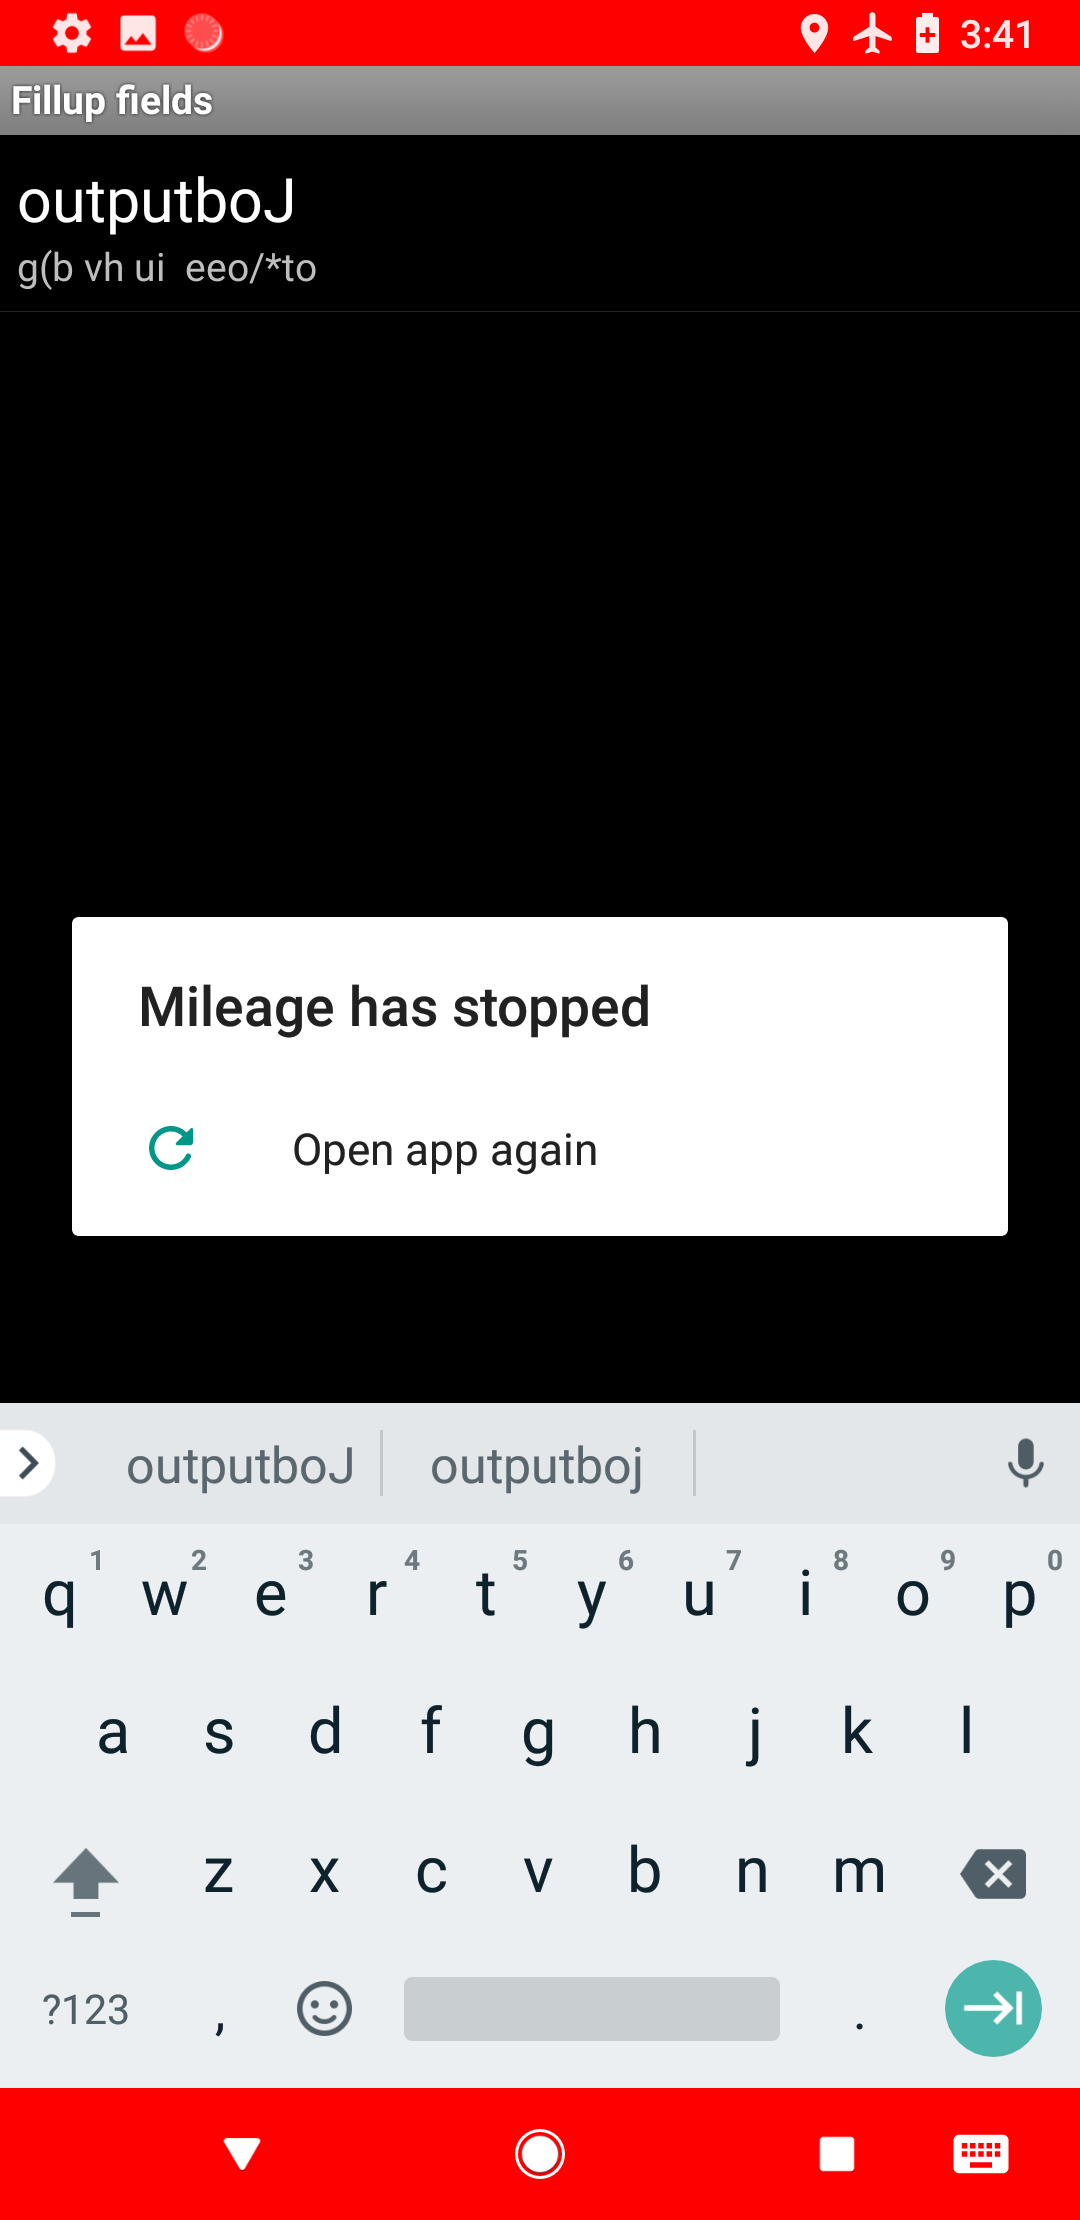 3:41
Fillup fields
outputboJ
g(b vh ui  eeo/*to
Mileage has stopped
Open app again
outputboJ outputboj
1 2 3 4 5 6 7 8 9 0
q w e r t y u i o p
a s d f g h j k l
z x c v b n m
?123 , .